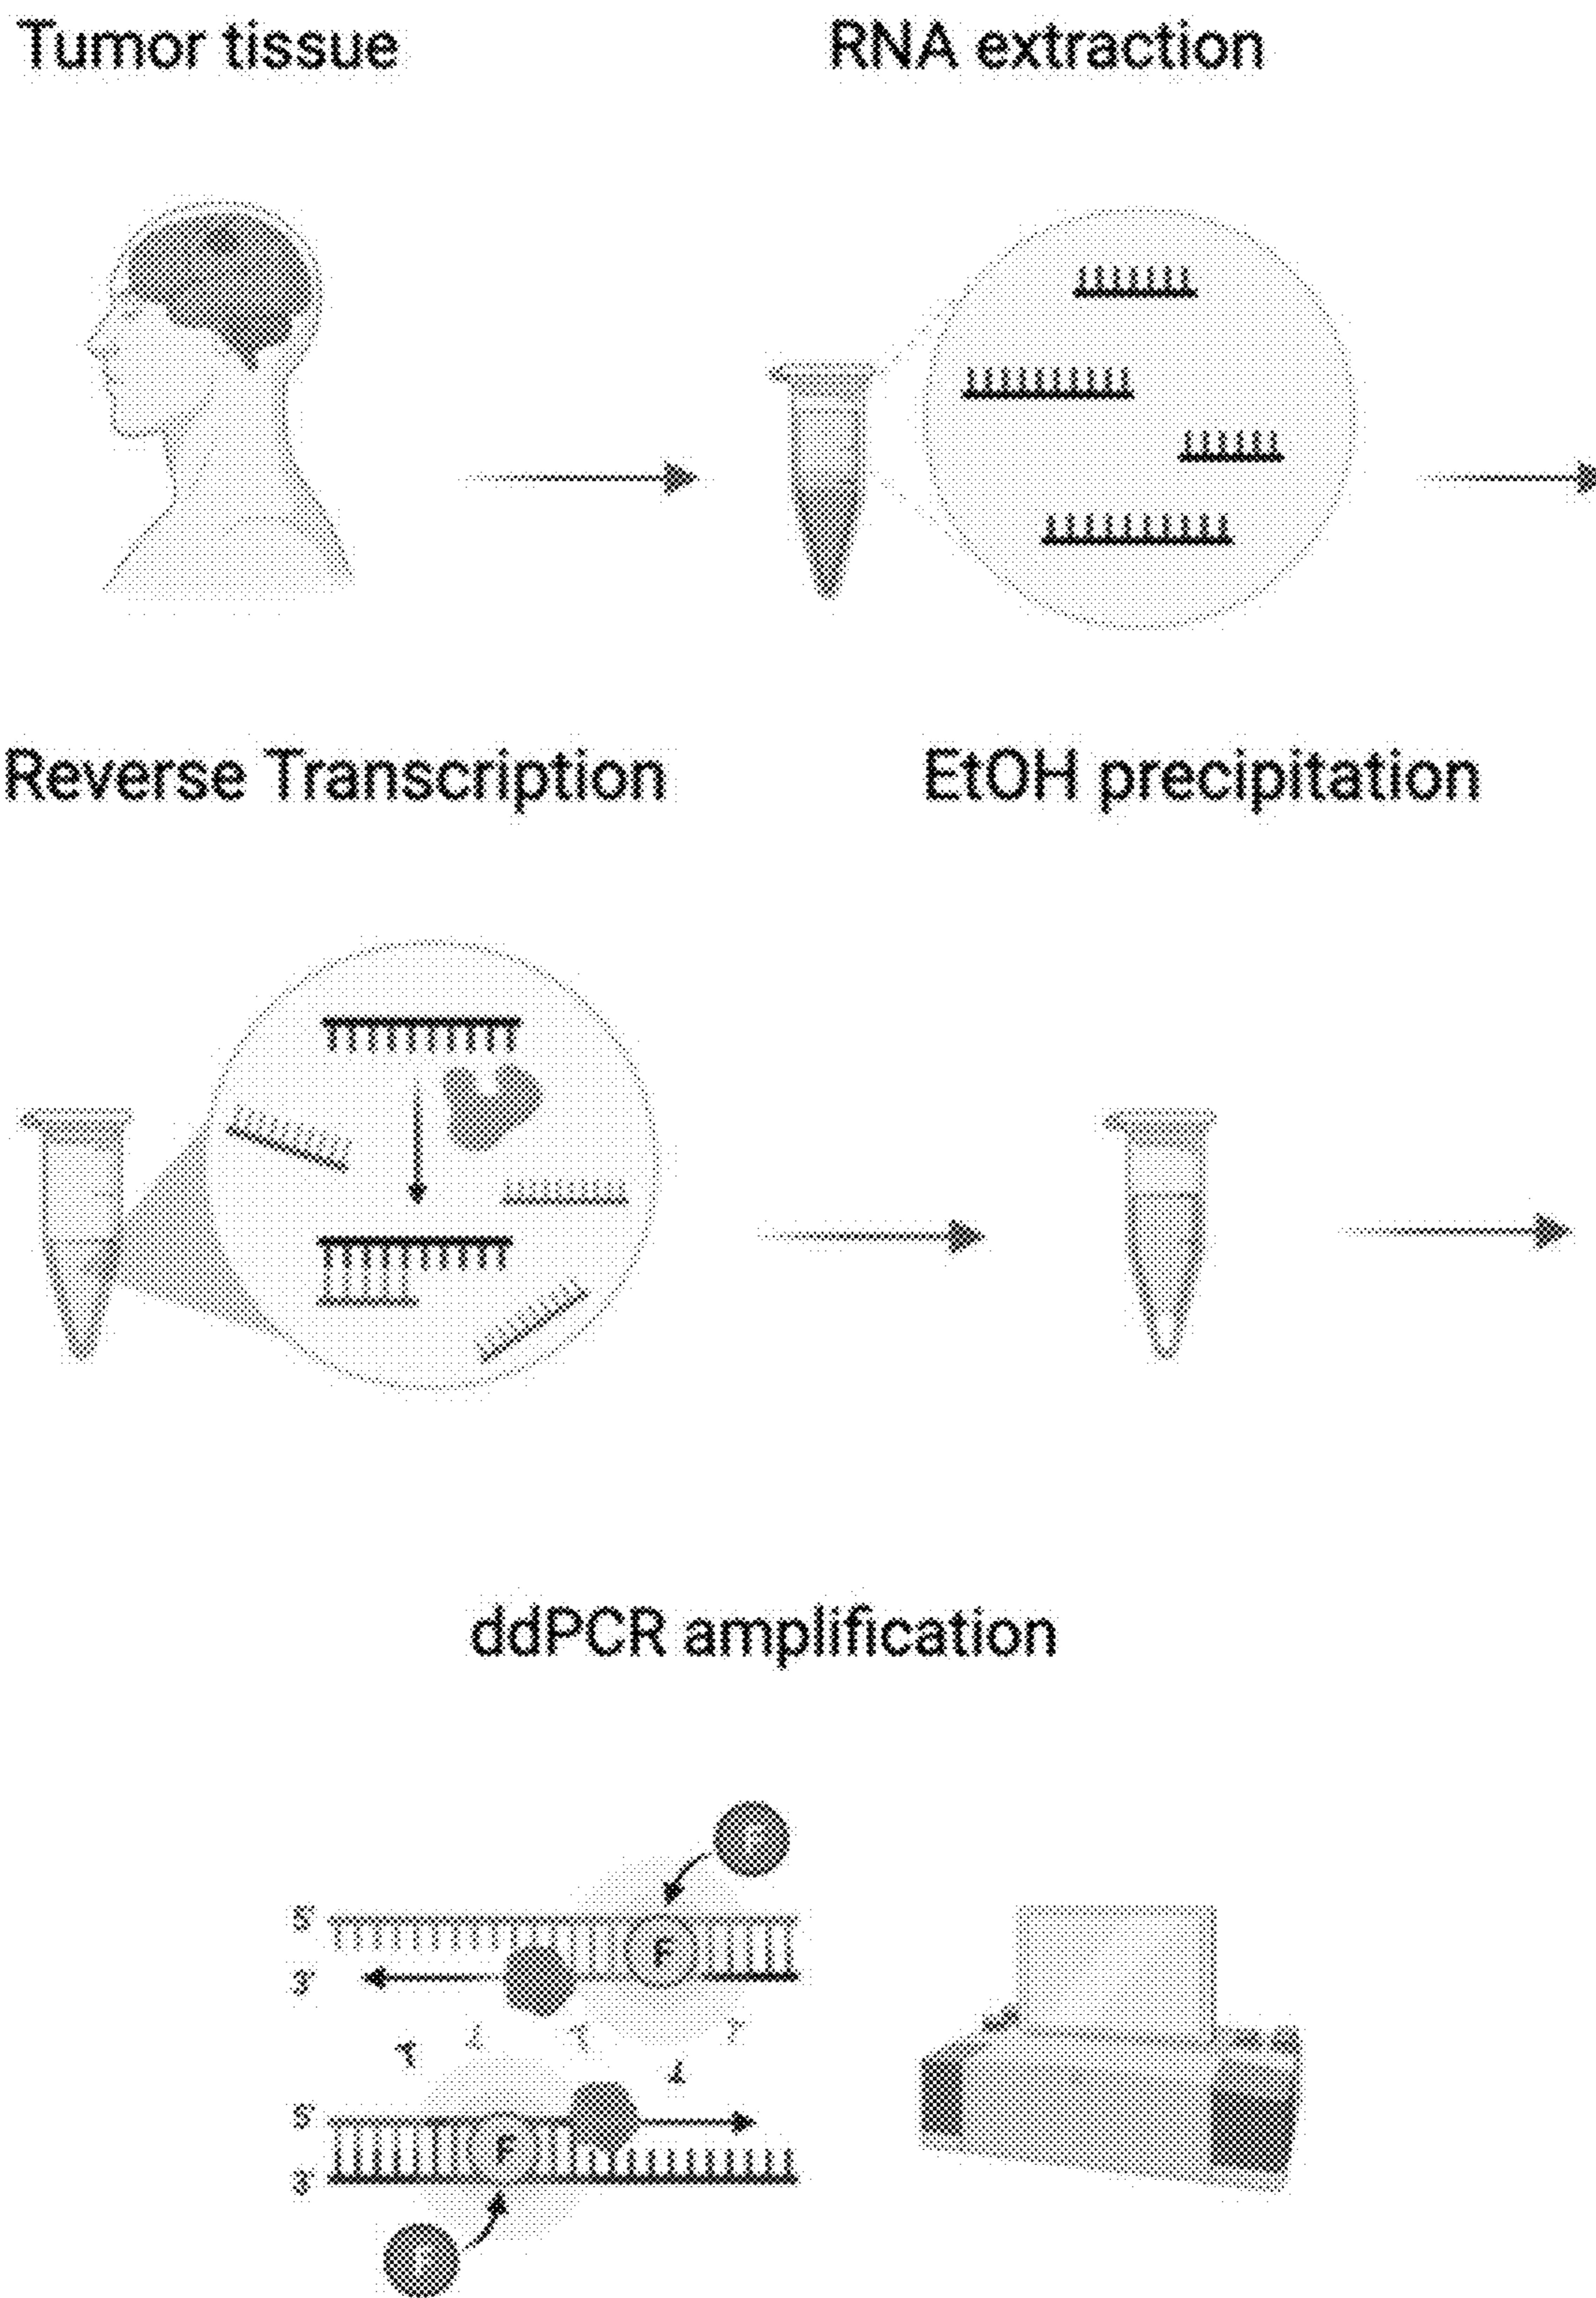 Tumor tissue
RNA extraction
Reverse Transcription
EtOH precipitation
ddPCR amplification
5'
F
3'
5'
F
3'